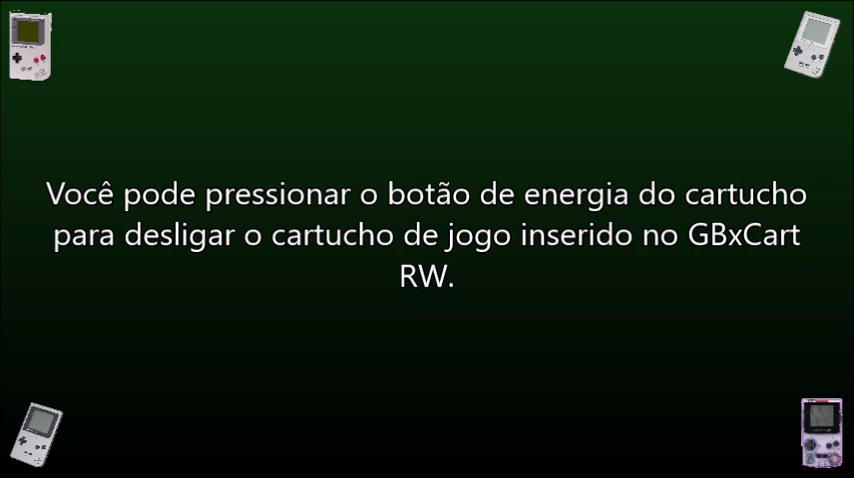 Você pode pressionar o botão de energia do cartucho
para desligar o cartucho de jogo inserido no GBxCart
RW.